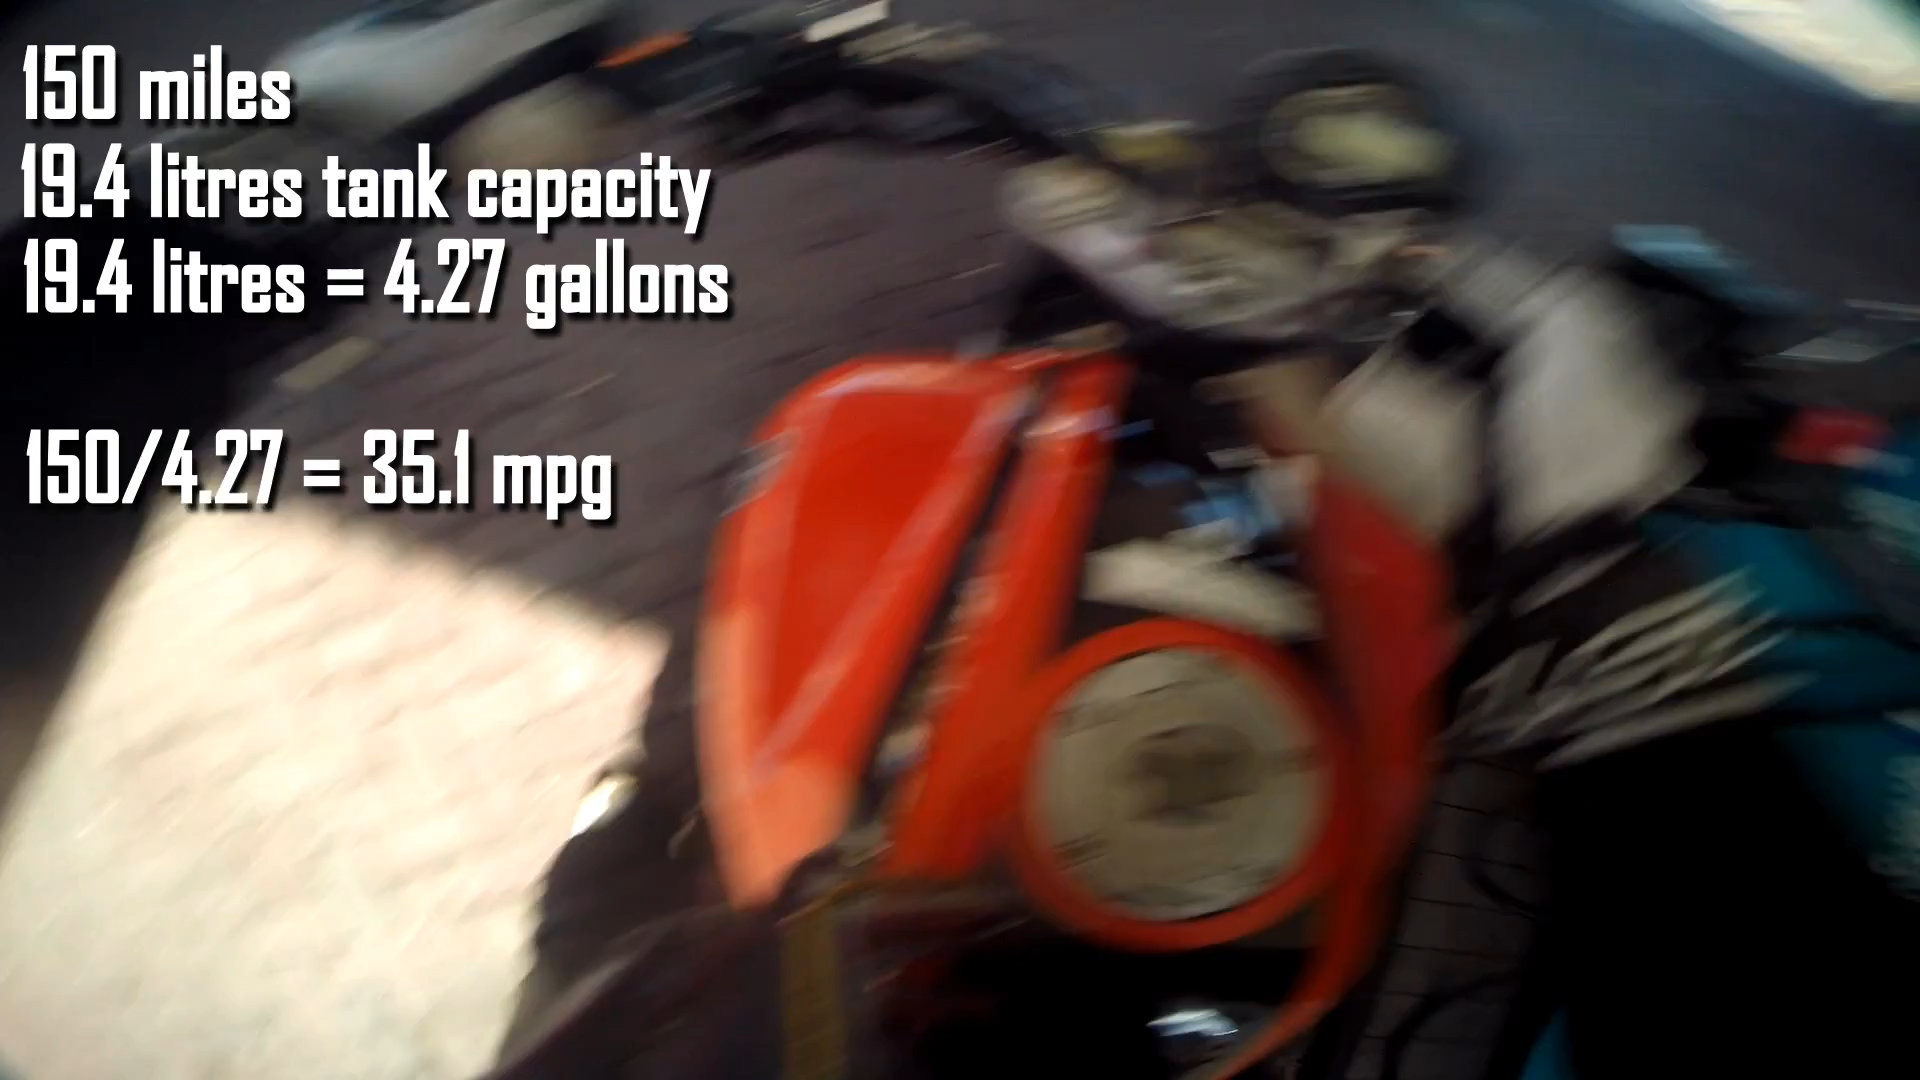 150 miles
19.4 litres tank capacity
19.4 litres = 4.27 gallons
150/4.27 = 35.1 mpg